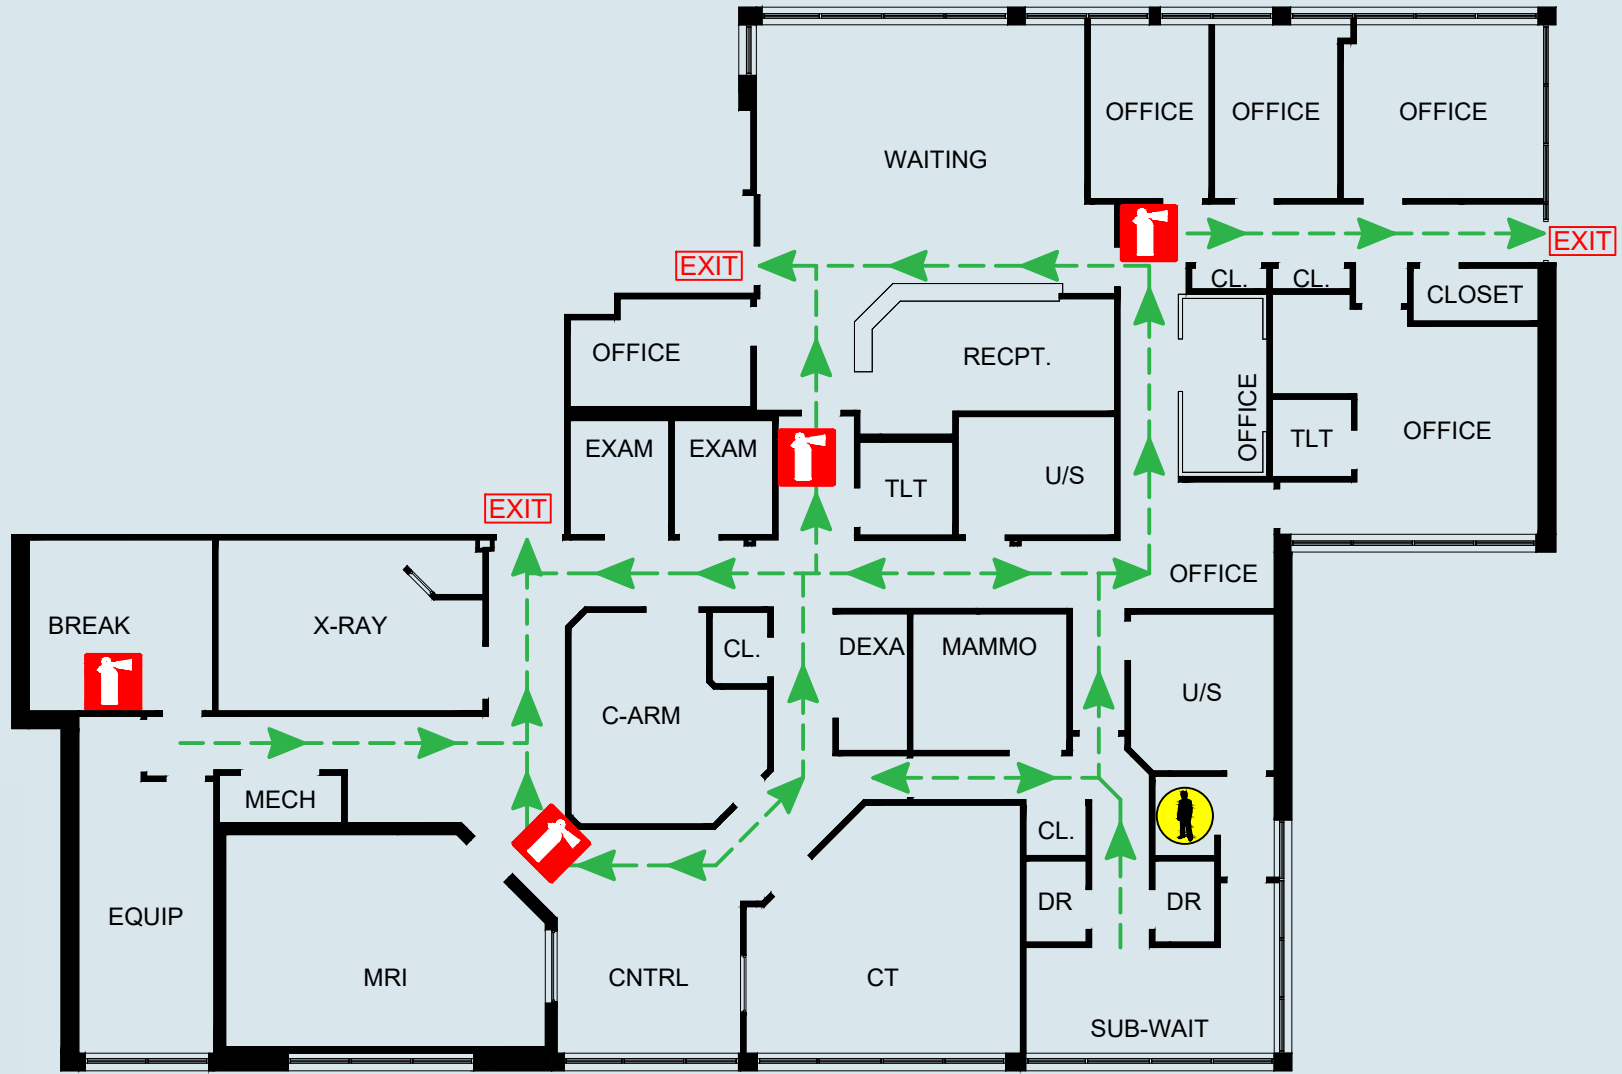 OFFICE
OFFICE
OFFICE
WAITING
EXIT
EXIT
CL.
CL.
CLOSET
OFFICE
RECPT.
OFFICE
TLT
OFFICE
EXAM
EXAM
TLT
U/S
EXIT
OFFICE
BREAK
X-RAY
CL.
DEXA
MAMMO
C-ARM
U/S
MECH
CL.
DR
DR
EQUIP
MRI
CNTRL
CT
SUB-WAIT